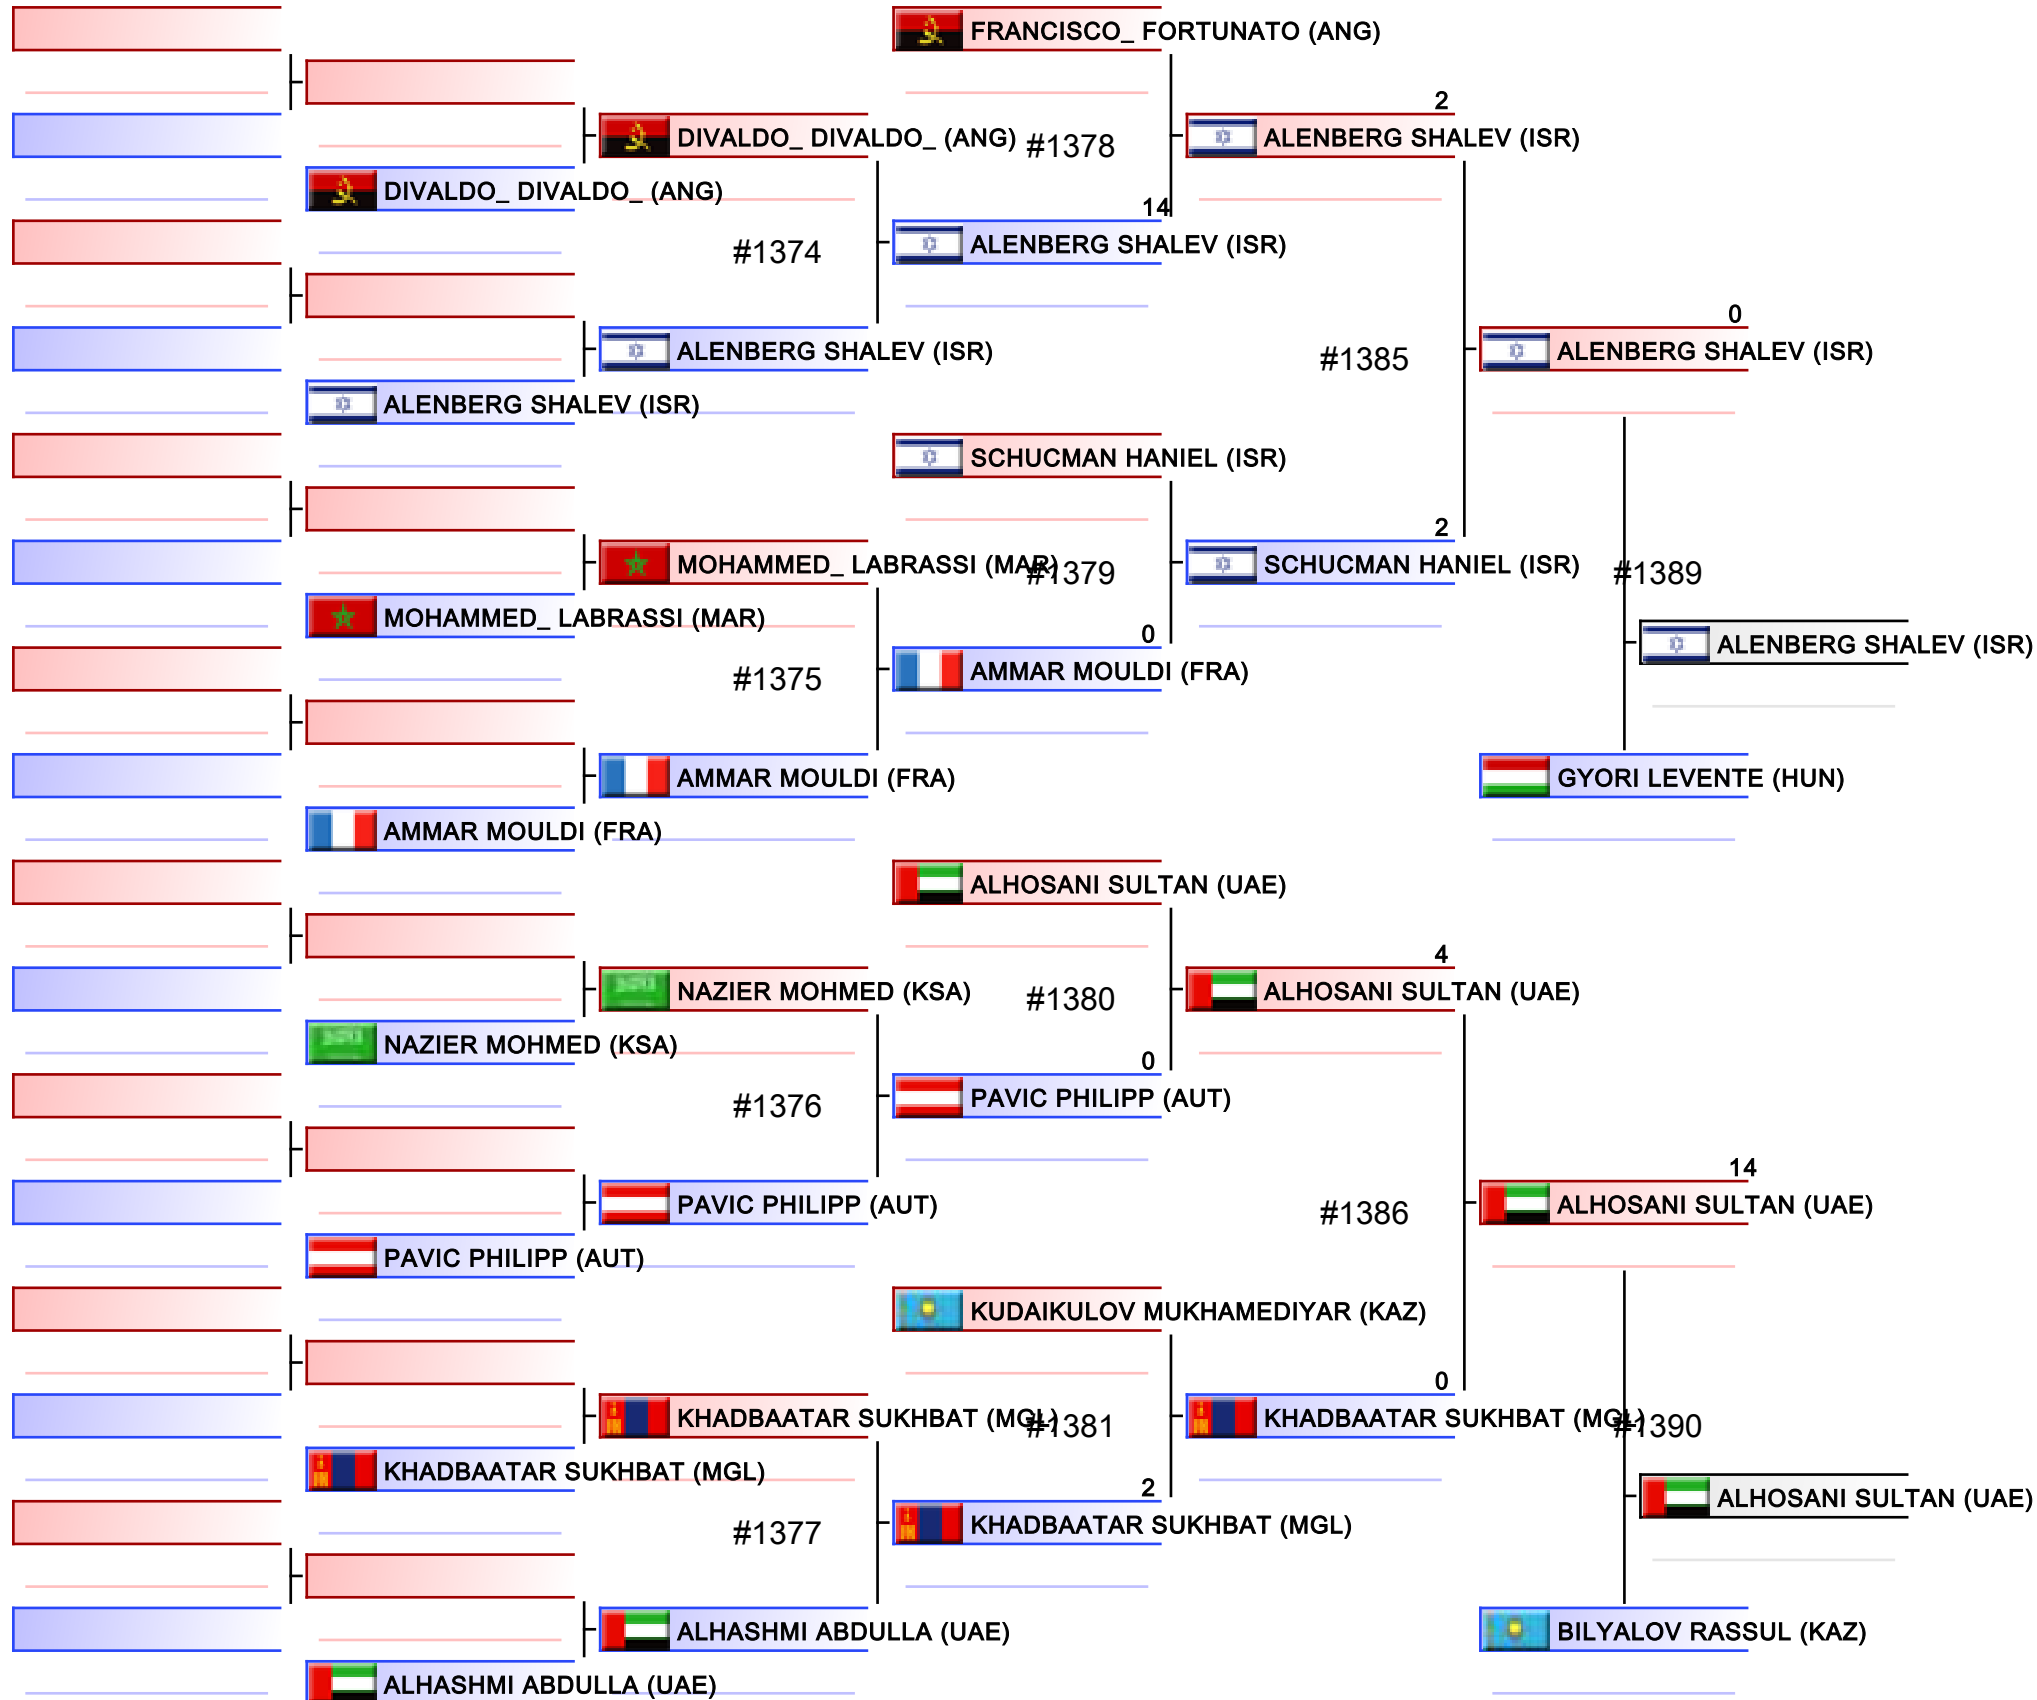 FRANCISCO_ FORTUNATO (ANG)
2
DIVALDO_ DIVALDO_ (ANG)
#1378
ALENBERG SHALEV (ISR)
DIVALDO_ DIVALDO_ (ANG)
14
#1374
ALENBERG SHALEV (ISR)
0
ALENBERG SHALEV (ISR)
#1385
ALENBERG SHALEV (ISR)
ALENBERG SHALEV (ISR)
SCHUCMAN HANIEL (ISR)
2
MOHAMMED_ LABRASSI (MAR)
#1379
SCHUCMAN HANIEL (ISR)
#1389
MOHAMMED_ LABRASSI (MAR)
0
ALENBERG SHALEV (ISR)
#1375
AMMAR MOULDI (FRA)
AMMAR MOULDI (FRA)
GYORI LEVENTE (HUN)
AMMAR MOULDI (FRA)
ALHOSANI SULTAN (UAE)
4
NAZIER MOHMED (KSA)
#1380
ALHOSANI SULTAN (UAE)
NAZIER MOHMED (KSA)
0
#1376
PAVIC PHILIPP (AUT)
14
PAVIC PHILIPP (AUT)
#1386
ALHOSANI SULTAN (UAE)
PAVIC PHILIPP (AUT)
KUDAIKULOV MUKHAMEDIYAR (KAZ)
0
KHADBAATAR SUKHBAT (MGL)
#1381
KHADBAATAR SUKHBAT (MGL)
#1390
KHADBAATAR SUKHBAT (MGL)
2
ALHOSANI SULTAN (UAE)
#1377
KHADBAATAR SUKHBAT (MGL)
ALHASHMI ABDULLA (UAE)
BILYALOV RASSUL (KAZ)
ALHASHMI ABDULLA (UAE)